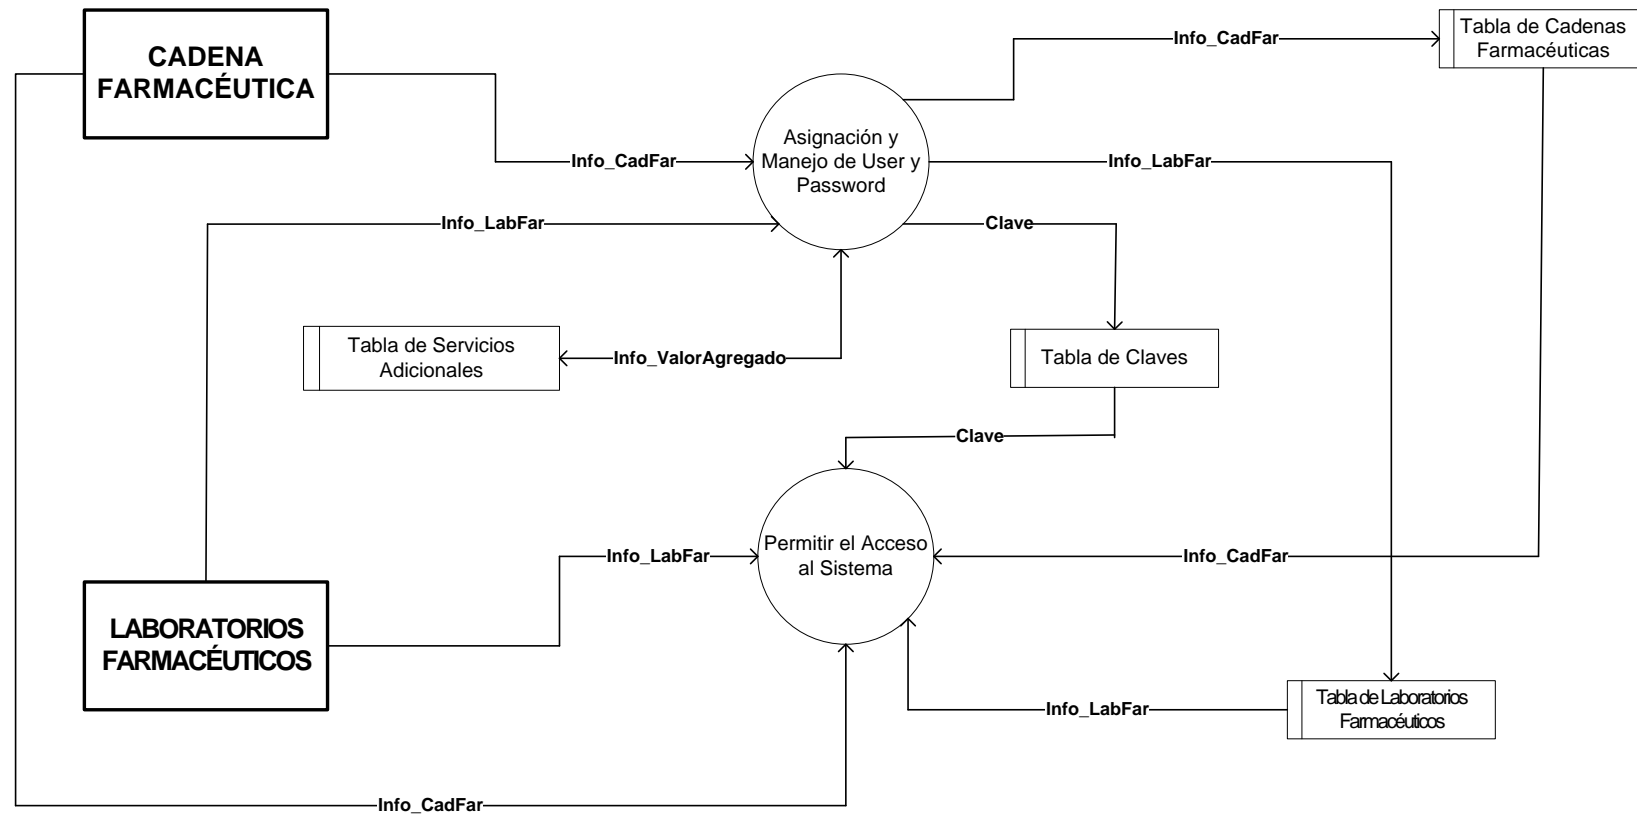 CADENA
FARMACÉUTICA
Info_CadFar
Tabla de Cadenas
Farmacéuticas
Asignación y
Manejo de User y
Password
Info_CadFar
Info_LabFar
Info_LabFar
Clave
Tabla de Servicios
Adicionales
Info_ValorAgregado
Tabla de Claves
Clave
Permitir el Acceso
al Sistema
Info_LabFar
Info_CadFar
LABORATORIOS
FARMACÉUTICOS
Info_LabFar
Tabla de Laboratorios
Farmacéuticos
Info_CadFar